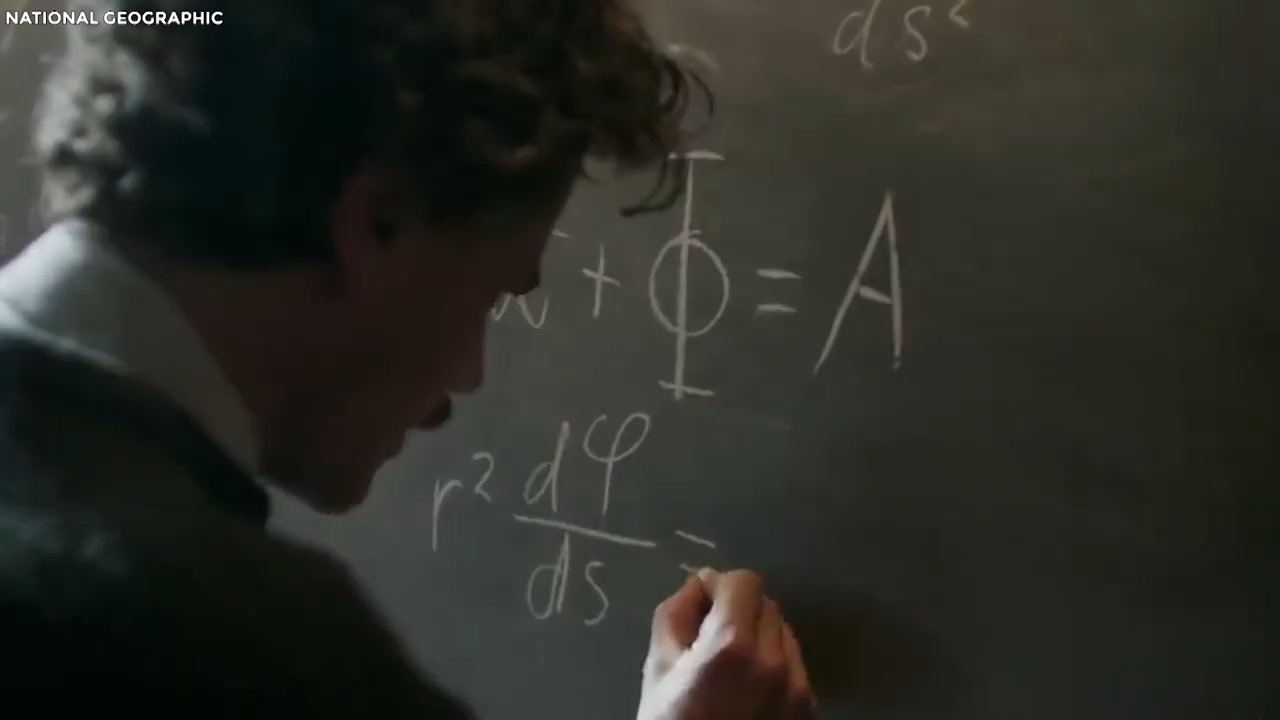 NATIONAL GEOGRAPHIC
ds²
+ Φ = A
r² dφ/ds =